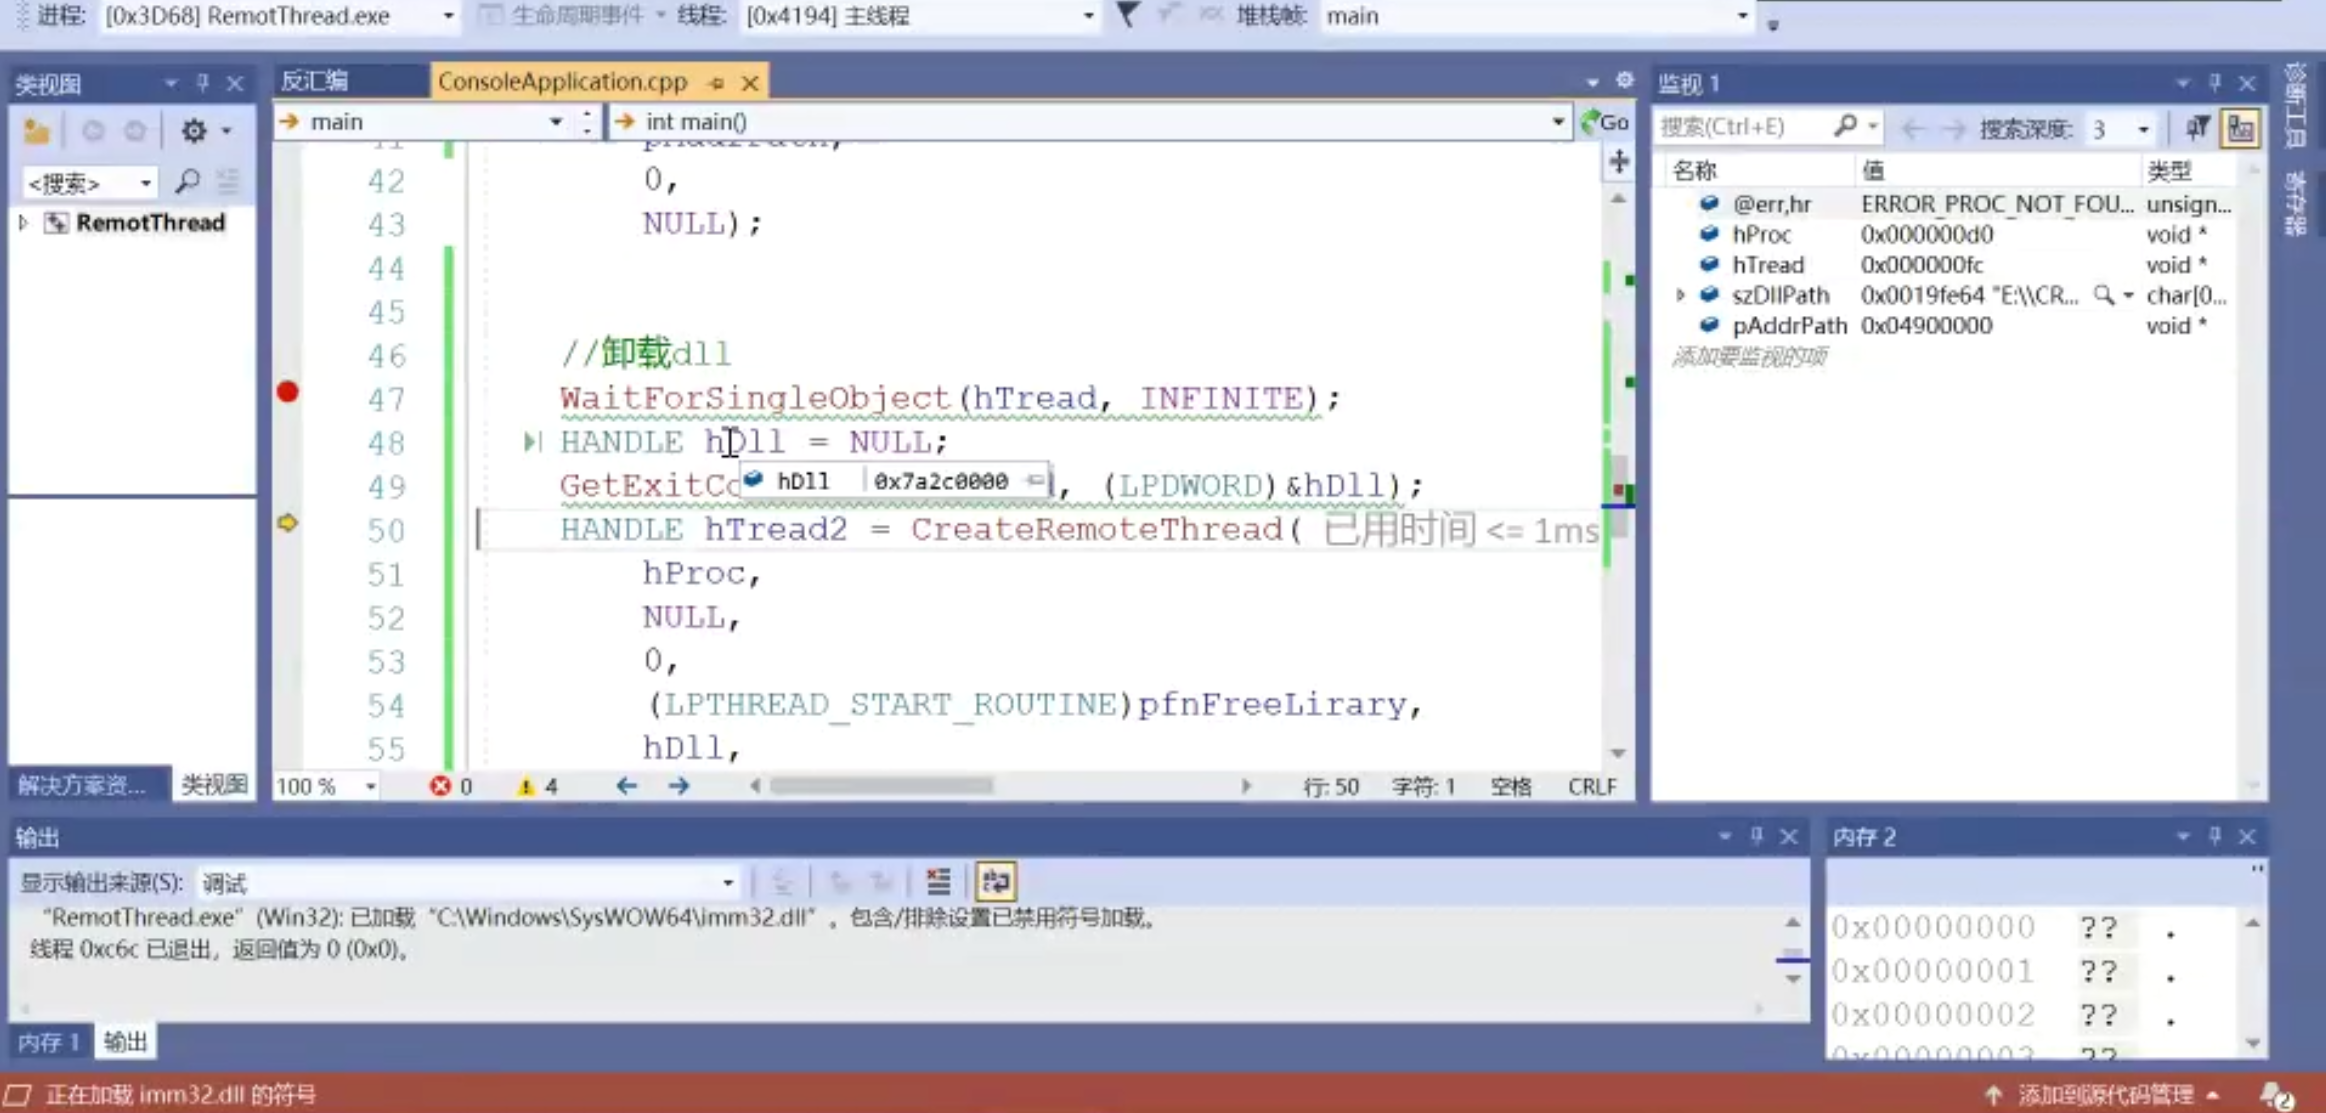 进程: [0x3D68] RemotThread.exe 生命周期事件 线程: [0x4194] 主线程 堆栈帧: main
类视图
<搜索>
RemotThread
解决方案资... 类视图
反汇编 ConsoleApplication.cpp
main int main() Go
42 0,
43 NULL);
44
45
46 //卸载dll
47 WaitForSingleObject(hTread, INFINITE);
48 HANDLE hDll = NULL;
49 GetExitCo , (LPDWORD)&hDll);
hDll 0x7a2c0000
50 HANDLE hTread2 = CreateRemoteThread( 已用时间 <= 1ms
51 hProc,
52 NULL,
53 0,
54 (LPTHREAD_START_ROUTINE)pfnFreeLirary,
55 hDll,
100 % 0 4 行: 50 字符: 1 空格 CRLF
监视 1
搜索(Ctrl+E) 搜索深度: 3
名称 值 类型
@err,hr ERROR_PROC_NOT_FOU... unsign...
hProc 0x000000d0 void *
hTread 0x000000fc void *
szDllPath 0x0019fe64 "E:\\CR... char[0...
pAddrPath 0x04900000 void *
添加要监视的项
诊断工具
寄存器
输出
显示输出来源(S): 调试
"RemotThread.exe" (Win32): 已加载 "C:\Windows\SysWOW64\imm32.dll"。包含/排除设置已禁用符号加载。
线程 0xc6c 已退出，返回值为 0 (0x0)。
内存 1 输出
内存 2
0x00000000 ?? .
0x00000001 ?? .
0x00000002 ?? .
0x00000003 ??
正在加载 imm32.dll 的符号
添加到源代码管理 2